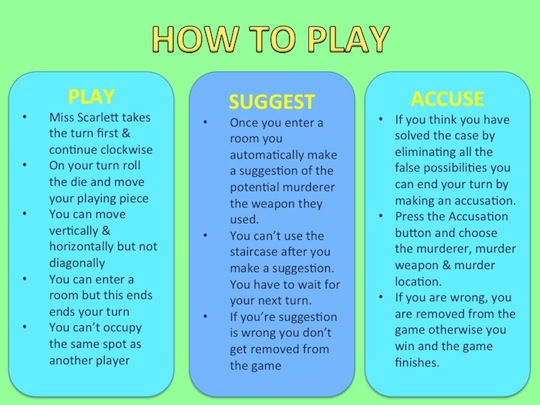 HOW TO PLAY
PLAY
• Miss Scarlett takes
the turn first &
continue clockwise
• On your turn roll
the die and move
your playing piece
• You can move
vertically &
horizontally but not
diagonally
• You can enter a
room but this ends
ends your turn
• You can't occupy
the same spot as
another player
SUGGEST
• Once you enter a
room you
automatically make
a suggestion of the
potential murderer
the weapon they
used.
• You can't use the
staircase after you
make a suggestion.
You have to wait for
your next turn.
• If you're suggestion
is wrong you don't
get removed from
the game
ACCUSE
• If you think you have
solved the case by
eliminating all the
false possibilities you
can end your turn by
making an accusation.
• Press the Accusation
button and choose
the murderer, murder
weapon & murder
location.
• If you are wrong, you
are removed from the
game otherwise you
win and the game
finishes.